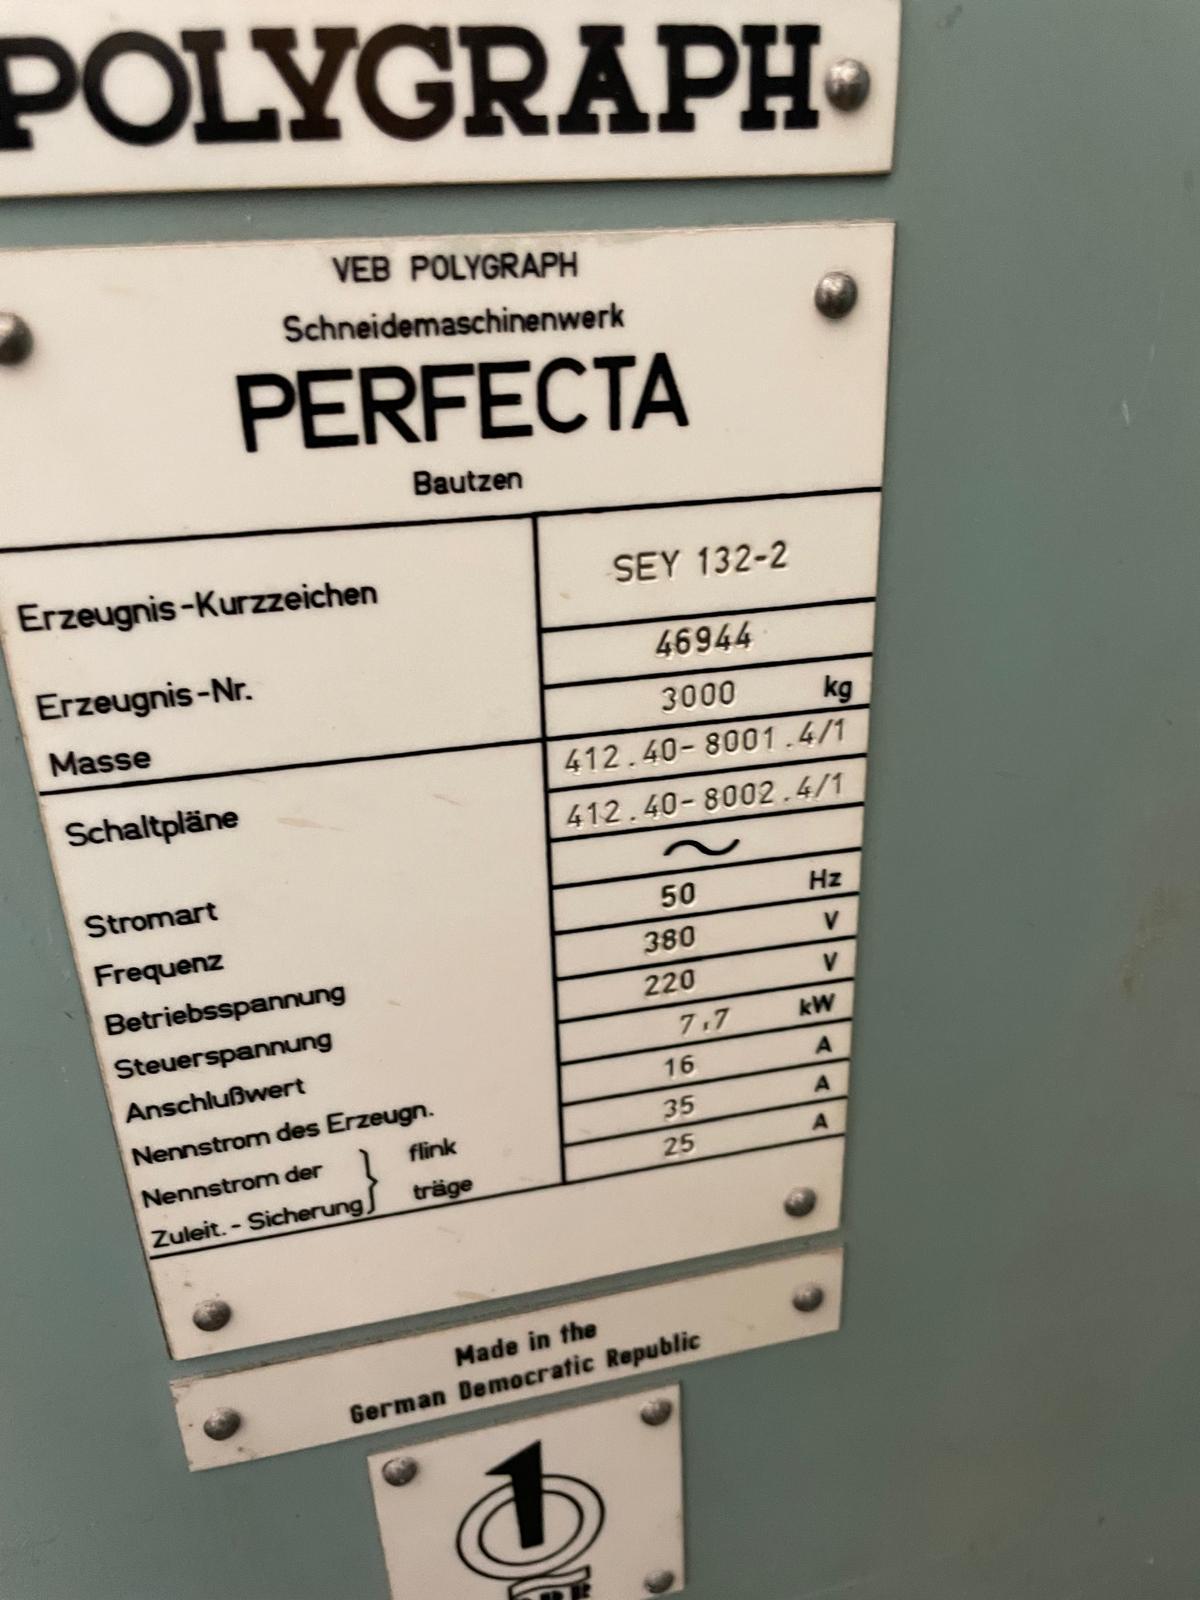 POLYGRAPH
VEB POLYGRAPH
Schneidemaschinenwerk
PERFECTA
Bautzen
Erzeugnis-Kurzzeichen SEY 132-2
Erzeugnis-Nr. 46944
Masse 3000 kg
Schaltpläne 412.40-8001.4/1
412.40-8002.4/1
Stromart ~
Frequenz 50 Hz
Betriebsspannung 380 V
Steuerspannung 220 V
Anschlußwert 7,7 kW
Nennstrom des Erzeugn. 16 A
Nennstrom der } flink 35 A
Zuleit.-Sicherung } träge 25 A
Made in the
German Democratic Republic
1